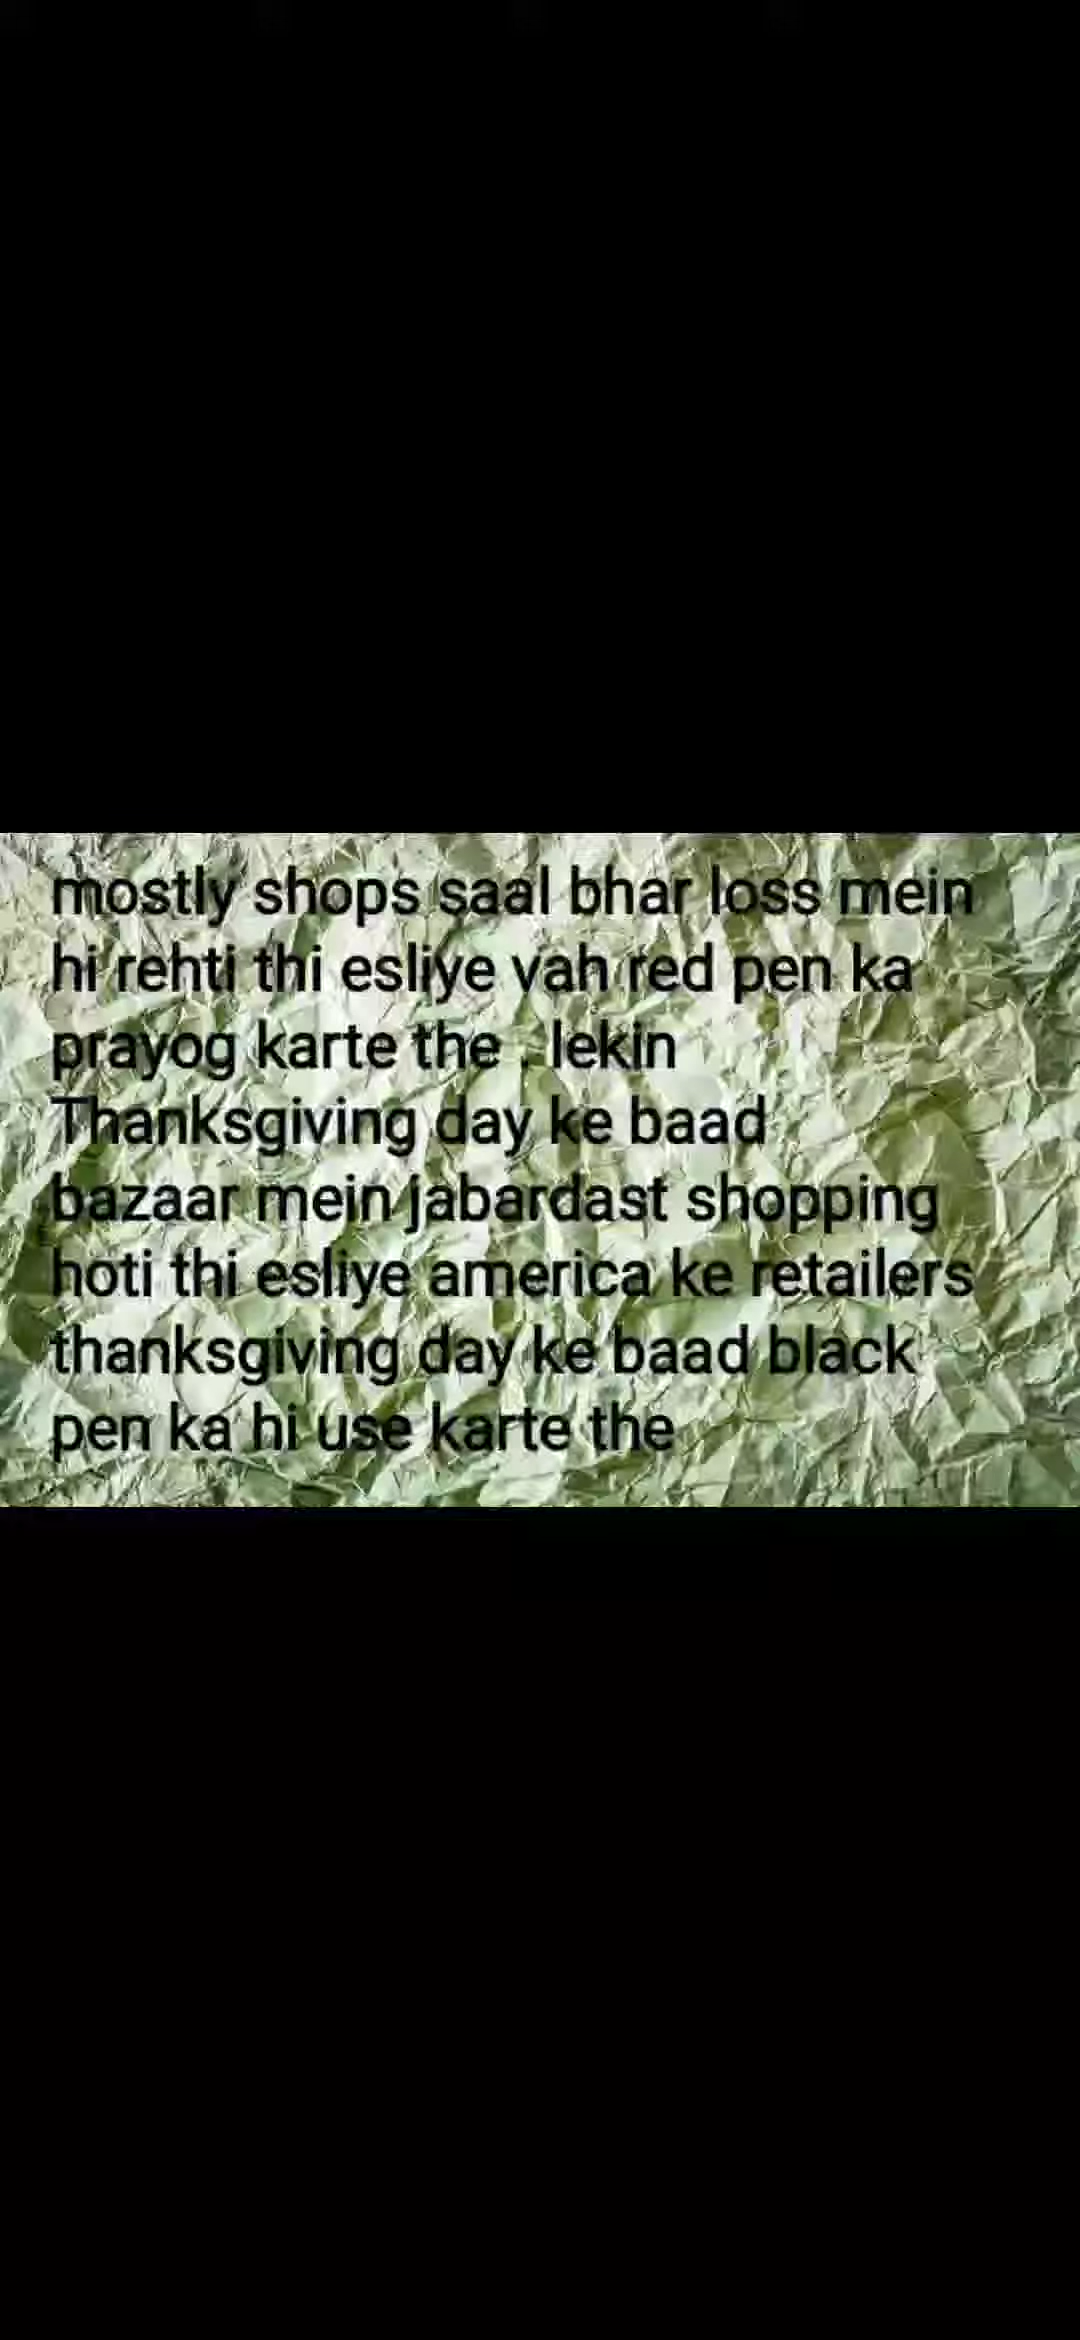 mostly shops saal bhar loss mein
hi rehti thi esliye vah red pen ka
prayog karte the . lekin
Thanksgiving day ke baad
bazaar mein jabardast shopping
hoti thi esliye america ke retailers
thanksgiving day ke baad black
pen ka hi use karte the